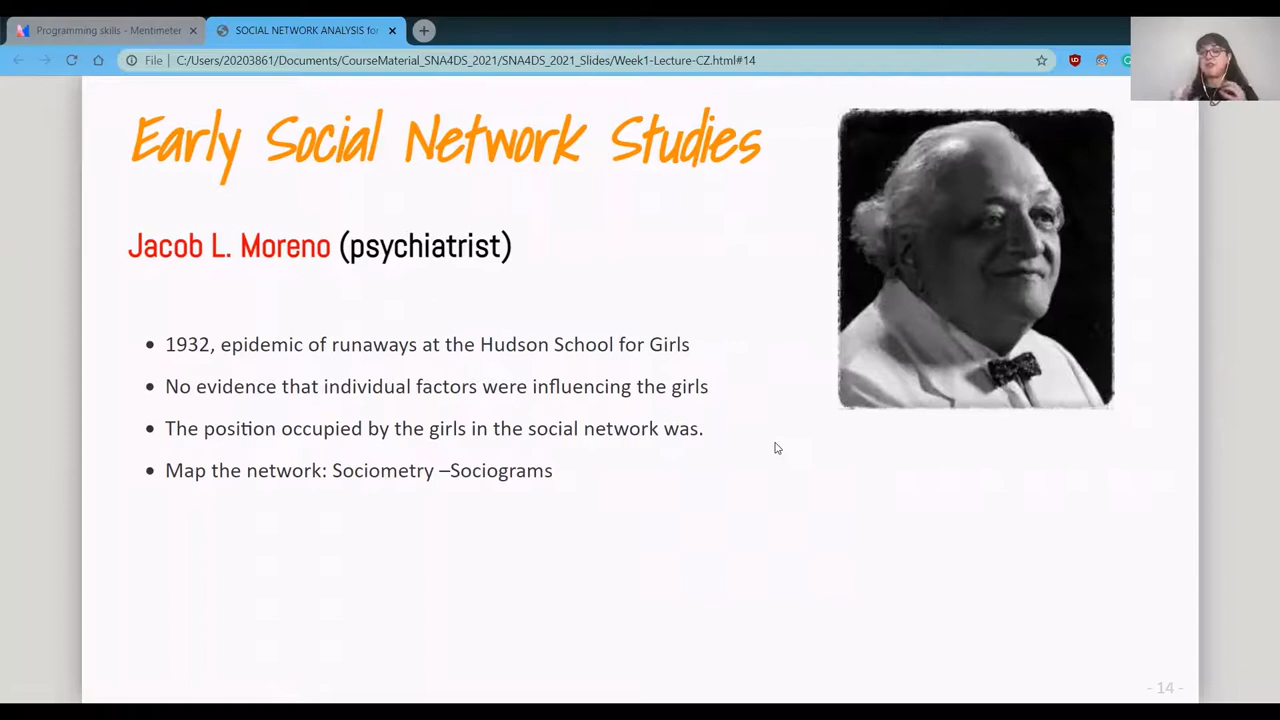 Programming skills - Mentimeter
SOCIAL NETWORK ANALYSIS for
File
C:/Users/20203861/Documents/CourseMaterial_SNA4DS_2021/SNA4DS_2021_Slides/Week1-Lecture-CZ.html#14
Early Social Network Studies
Jacob L. Moreno (psychiatrist)
• 1932, epidemic of runaways at the Hudson School for Girls
• No evidence that individual factors were influencing the girls
• The position occupied by the girls in the social network was.
• Map the network: Sociometry –Sociograms
- 14 -